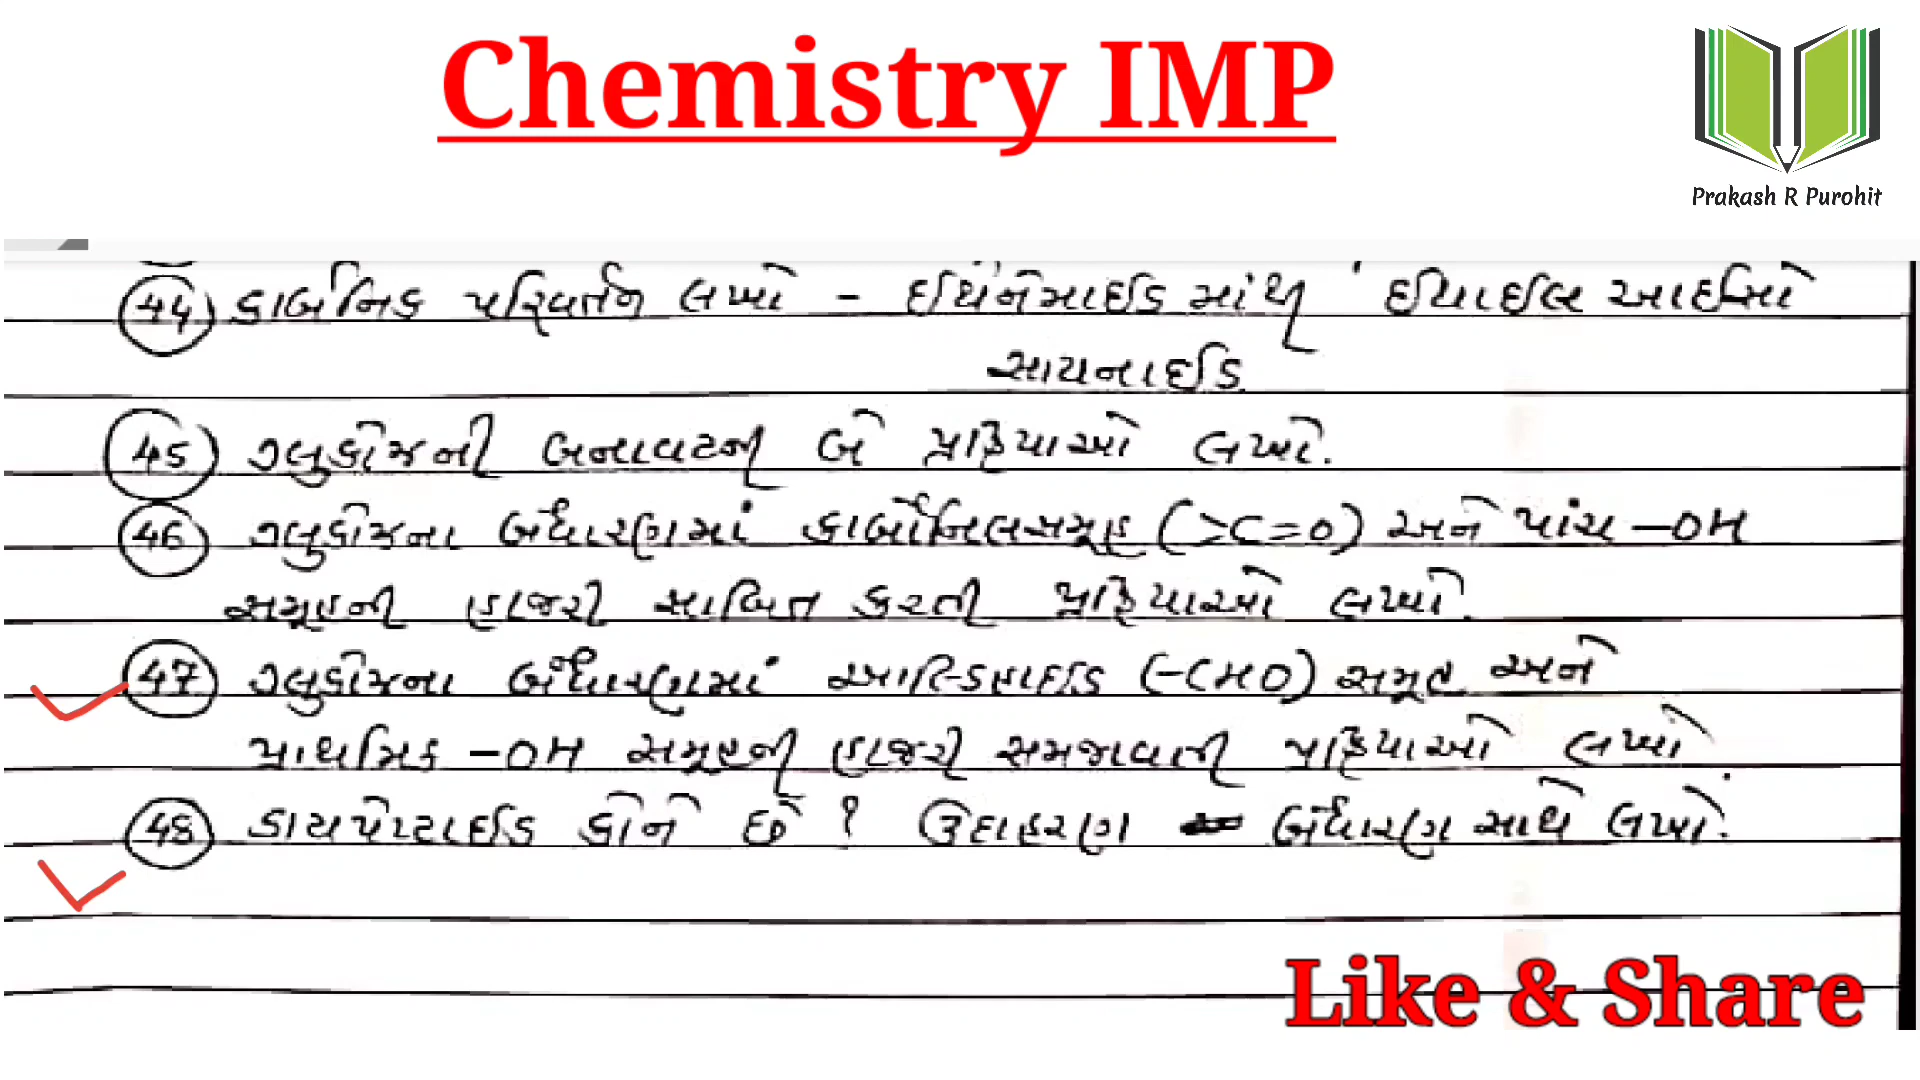 Chemistry IMP
Prakash R Purohit
44 કાર્બનિક પરિવર્તન લખો - ઈથેનેમાઈડ માંથી ઈથાઈલ આઈસો
સાયનાઈડ
45 ગ્લુકોઝની બનાવટની બે પ્રક્રિયાઓ લખો.
46 ગ્લુકોઝના બંધારણમાં કાર્બોનિલ સમૂહ (>C=O) અને પાંચ -OH
સમૂહની હાજરી સાબિત કરતી પ્રક્રિયાઓ લખો.
47 ગ્લુકોઝના બંધારણમાં આલ્ડિહાઈડ (-CHO) સમૂહ અને
પ્રાથમિક -OH સમૂહની હાજરી સમજાવતી પ્રક્રિયાઓ લખો.
48 ડાયપેપ્ટાઈડ કોને છે ? ઉદાહરણ બંધારણ સાથે લખો.
Like & Share